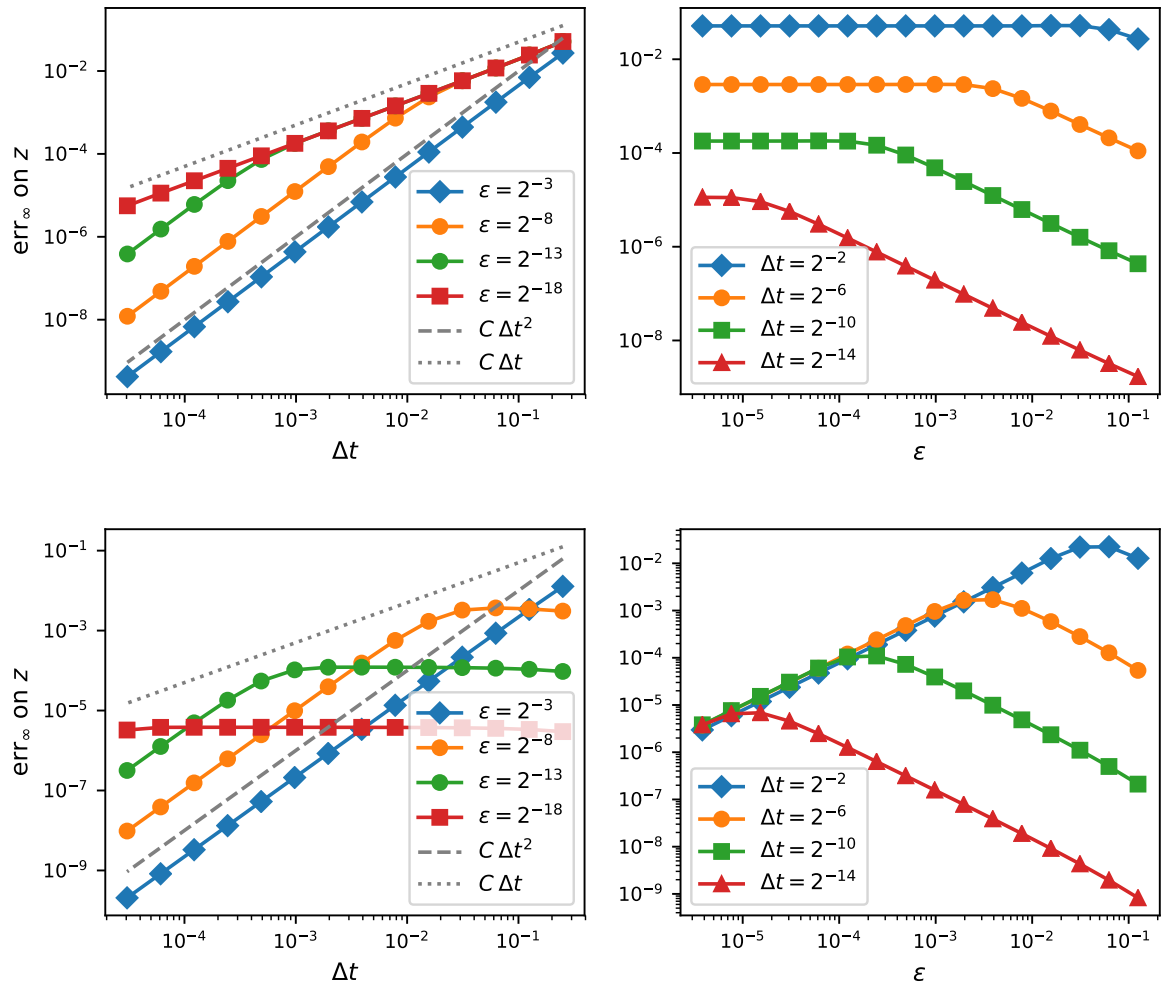 10⁻²
10⁻⁴
10⁻⁶
10⁻⁸
err∞ on z
10⁻⁴
10⁻³
10⁻²
10⁻¹
Δt
ε = 2⁻³
ε = 2⁻⁸
ε = 2⁻¹³
ε = 2⁻¹⁸
C Δt²
C Δt
10⁻²
10⁻⁴
10⁻⁶
10⁻⁸
10⁻⁵
10⁻⁴
10⁻³
10⁻²
10⁻¹
ε
Δt = 2⁻²
Δt = 2⁻⁶
Δt = 2⁻¹⁰
Δt = 2⁻¹⁴
10⁻¹
10⁻³
10⁻⁵
10⁻⁷
10⁻⁹
err∞ on z
10⁻⁴
10⁻³
10⁻²
10⁻¹
Δt
ε = 2⁻³
ε = 2⁻⁸
ε = 2⁻¹³
ε = 2⁻¹⁸
C Δt²
C Δt
10⁻²
10⁻³
10⁻⁴
10⁻⁵
10⁻⁶
10⁻⁷
10⁻⁸
10⁻⁹
10⁻⁵
10⁻⁴
10⁻³
10⁻²
10⁻¹
ε
Δt = 2⁻²
Δt = 2⁻⁶
Δt = 2⁻¹⁰
Δt = 2⁻¹⁴